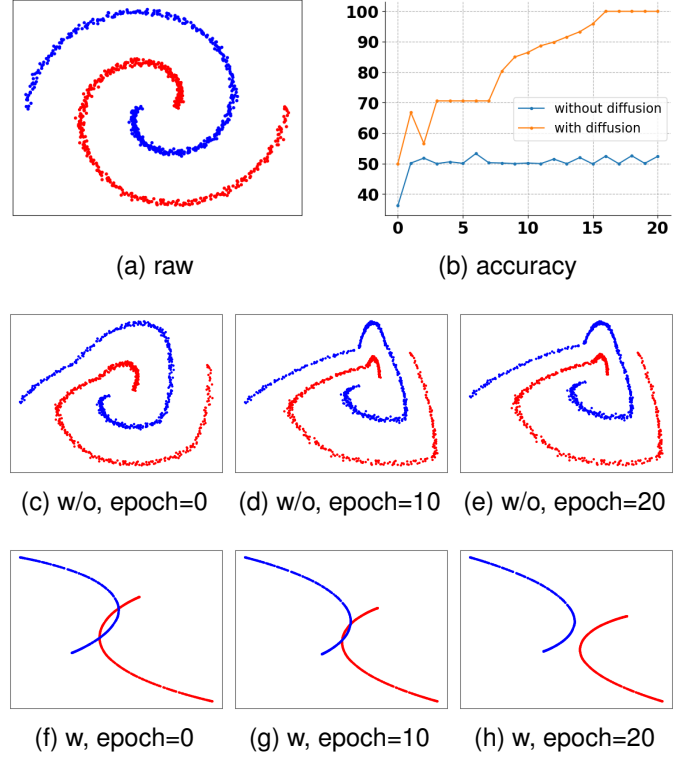 100
90
80
70
60
50
40
without diffusion
with diffusion
0 5 10 15 20
(a) raw (b) accuracy
(c) w/o, epoch=0 (d) w/o, epoch=10 (e) w/o, epoch=20
(f) w, epoch=0 (g) w, epoch=10 (h) w, epoch=20